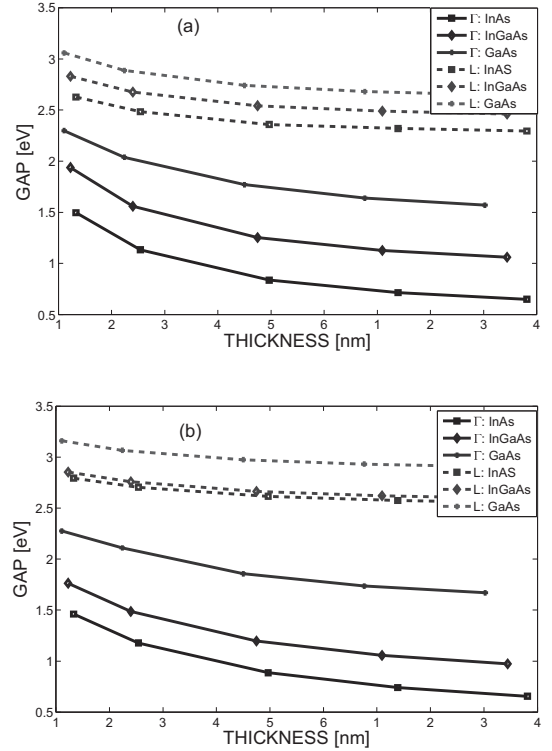 (a)
Γ: InAs
Γ: InGaAs
Γ: GaAs
L: InAS
L: InGaAs
L: GaAs
3.5
3
2.5
2
1.5
1
0.5
GAP [eV]
1 2 3 4 5 6 1 2 3 4
THICKNESS [nm]
(b)
Γ: InAs
Γ: InGaAs
Γ: GaAs
L: InAS
L: InGaAs
L: GaAs
3.5
3
2.5
2
1.5
1
0.5
GAP [eV]
1 2 3 4 5 6 1 2 3 4
THICKNESS [nm]